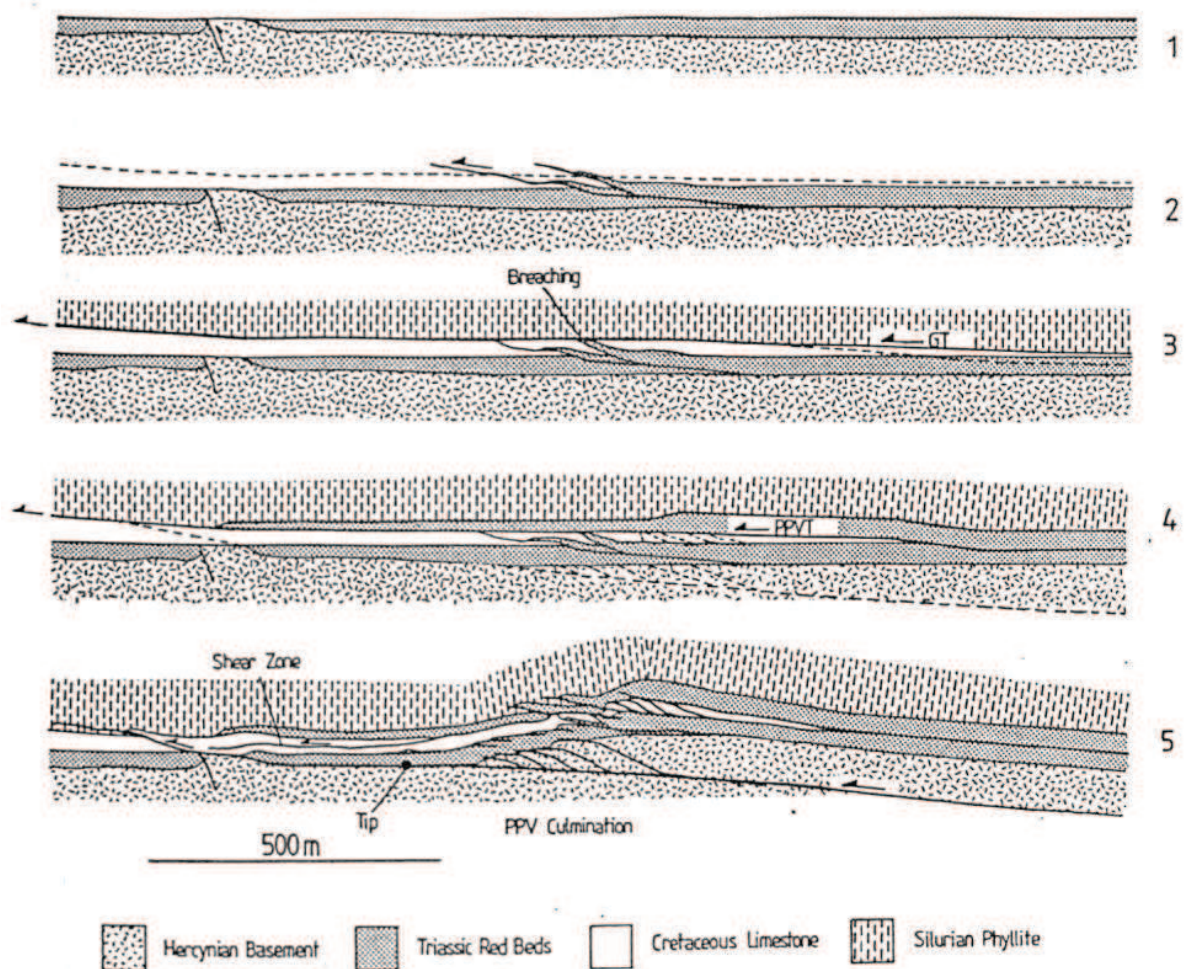 1
2
Breaching
GT
3
PPVT
4
Shear Zone
5
Tip
PPV Culmination
500m
Hercynian Basement
Triassic Red Beds
Cretaceous Limestone
Silurian Phyllite